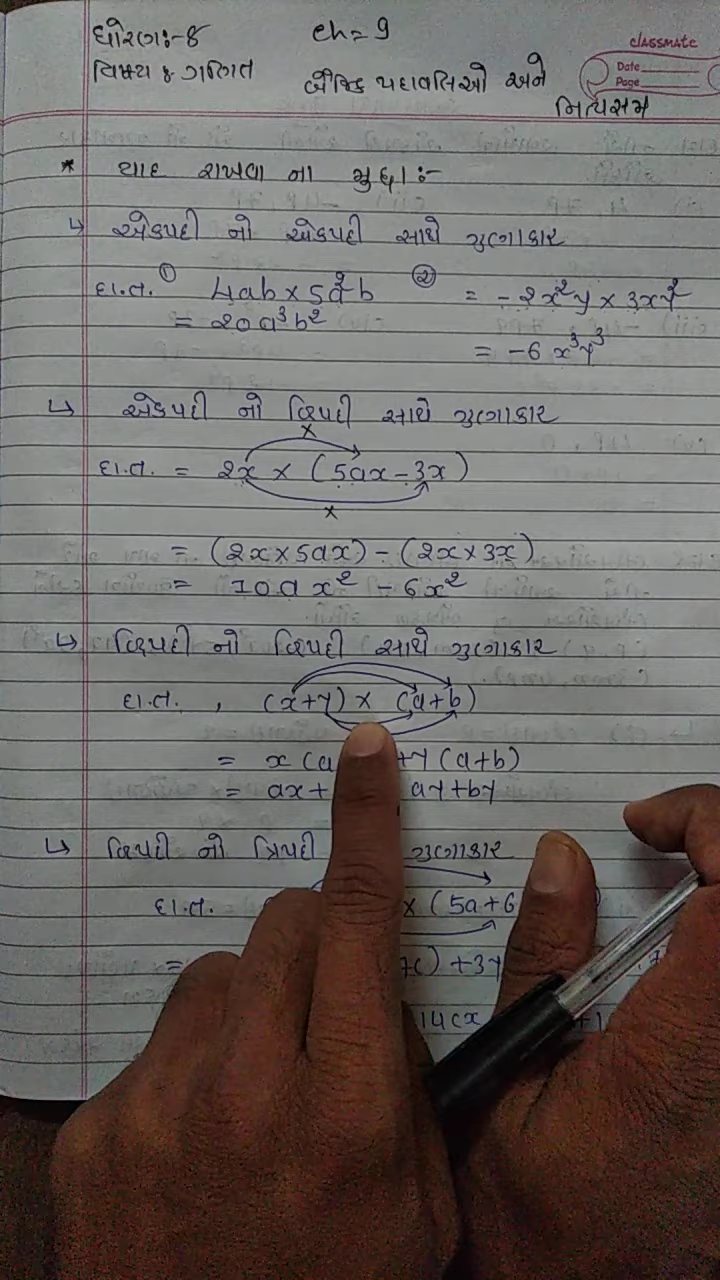 ધોરણ:-8 ch = 9
CLASSMATE
Date
Page
વિષય : ગણિત બૈજિક પદાવલિઓ અને
નિત્યસમ
* યાદ રાખવા ના મુદ્દા :-
↳ એકપદી નો એકપદી સાથે ગુણાકાર
દા.ત. ① 4ab × 5a²b ② = -2x²y × 3xy²
= 20a³b²
= -6x³y³
↳ એકપદી નો દ્વિપદી સાથે ગુણાકાર
×
દા.ત. = 2x × (5ax - 3x)
×
= (2x × 5ax) - (2x × 3x)
= 10ax² - 6x²
↳ દ્વિપદી નો દ્વિપદી સાથે ગુણાકાર
દા.ત. , (x+y) × (a+b)
= x(a +y(a+b)
= ax+ ay+by
↳ દ્વિપદી નો ત્રિપદી ગુણાકાર
દા.ત. × (5a+6
= 7c) +3y
14cx